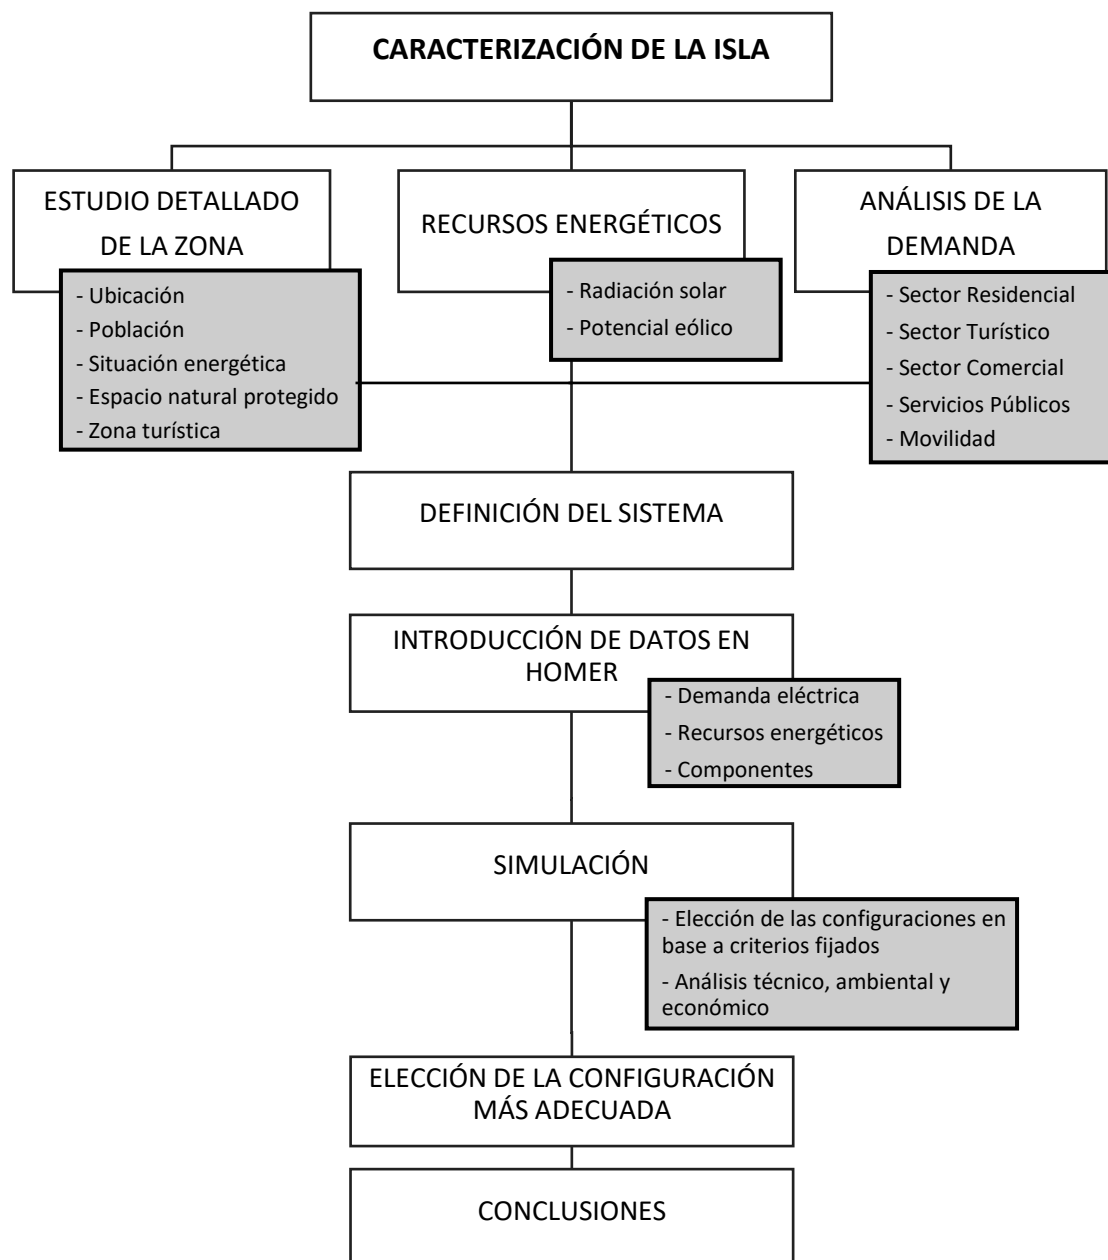 CARACTERIZACIÓN DE LA ISLA
ESTUDIO DETALLADO
DE LA ZONA
- Ubicación
- Población
- Situación energética
- Espacio natural protegido
- Zona turística
RECURSOS ENERGÉTICOS
- Radiación solar
- Potencial eólico
ANÁLISIS DE LA
DEMANDA
- Sector Residencial
- Sector Turístico
- Sector Comercial
- Servicios Públicos
- Movilidad
DEFINICIÓN DEL SISTEMA
INTRODUCCIÓN DE DATOS EN
HOMER
- Demanda eléctrica
- Recursos energéticos
- Componentes
SIMULACIÓN
- Elección de las configuraciones en
base a criterios fijados
- Análisis técnico, ambiental y
económico
ELECCIÓN DE LA CONFIGURACIÓN
MÁS ADECUADA
CONCLUSIONES